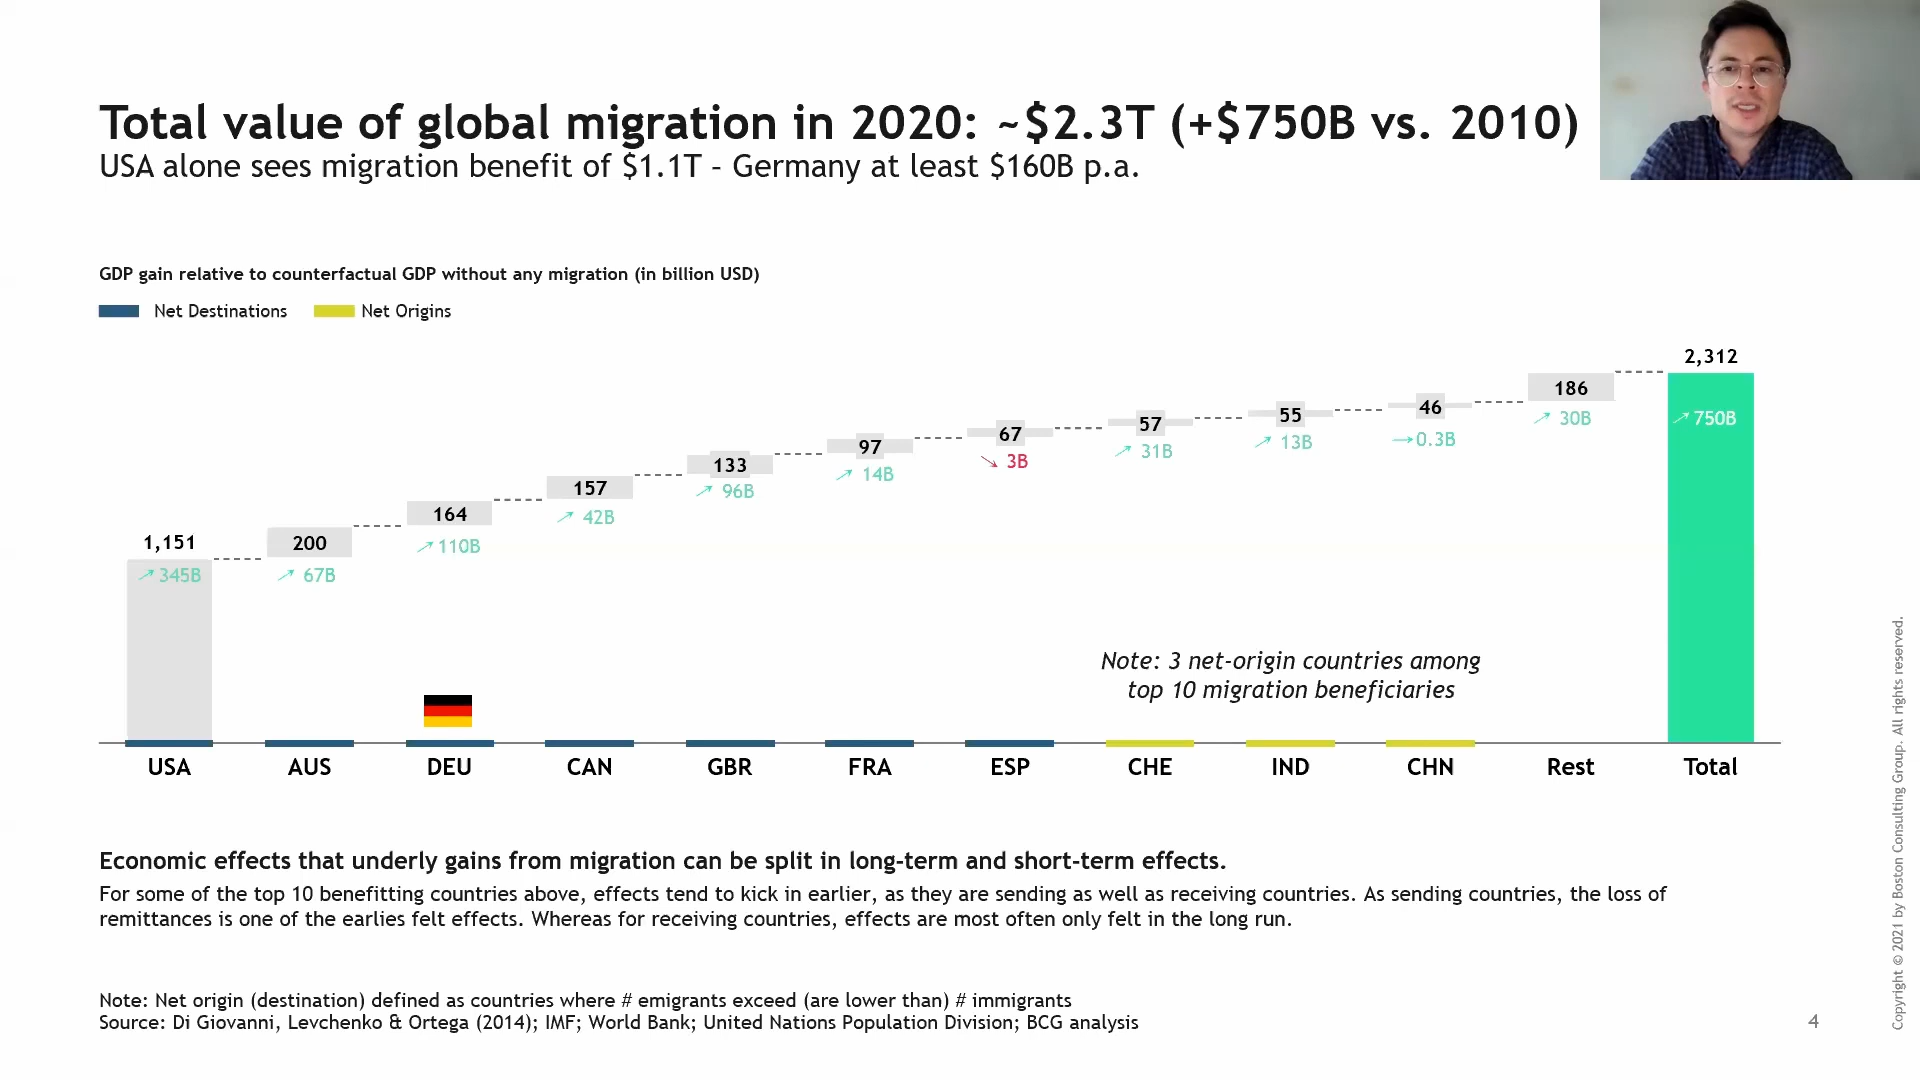 Total value of global migration in 2020: ~$2.3T (+$750B vs. 2010)
USA alone sees migration benefit of $1.1T – Germany at least $160B p.a.
GDP gain relative to counterfactual GDP without any migration (in billion USD)
Net Destinations Net Origins
1,151
↗ 345B
200
↗ 67B
164
↗ 110B
157
↗ 42B
133
↗ 96B
97
↗ 14B
67
↘ 3B
57
↗ 31B
55
↗ 13B
46
→ 0.3B
186
↗ 30B
2,312
↗ 750B
Note: 3 net-origin countries among
top 10 migration beneficiaries
USA AUS DEU CAN GBR FRA ESP CHE IND CHN Rest Total
Economic effects that underly gains from migration can be split in long-term and short-term effects.
For some of the top 10 benefitting countries above, effects tend to kick in earlier, as they are sending as well as receiving countries. As sending countries, the loss of
remittances is one of the earlies felt effects. Whereas for receiving countries, effects are most often only felt in the long run.
Note: Net origin (destination) defined as countries where # emigrants exceed (are lower than) # immigrants
Source: Di Giovanni, Levchenko & Ortega (2014); IMF; World Bank; United Nations Population Division; BCG analysis
4
Copyright © 2021 by Boston Consulting Group. All rights reserved.